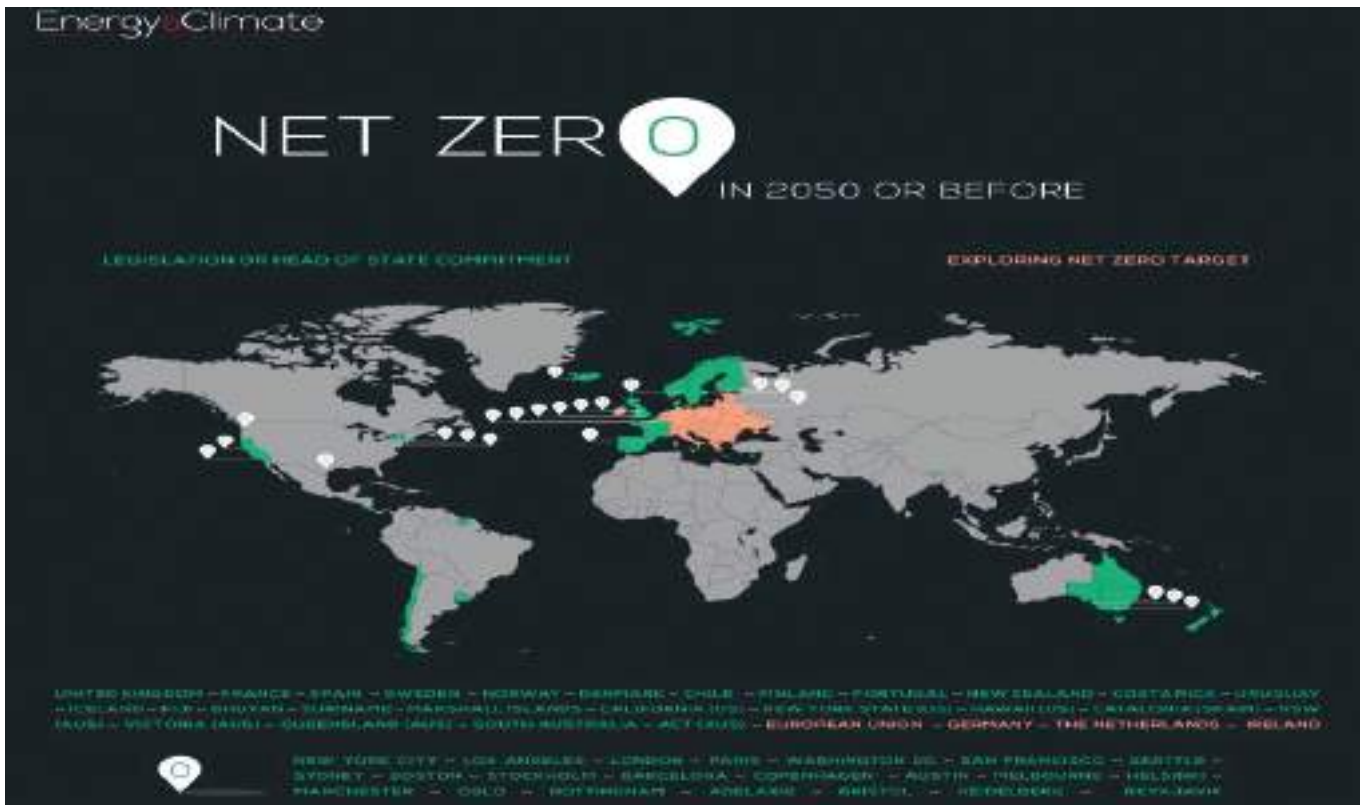 Energy&Climate
NET ZERO
IN 2050 OR BEFORE
LEGISLATION OR HEAD OF STATE COMMITMENT
EXPLORING NET ZERO TARGET
UNITED KINGDOM – FRANCE – SPAIN – SWEDEN – NORWAY – DENMARK – CHILE – FINLAND – PORTUGAL – NEW ZEALAND – COSTA RICA – URUGUAY
– ICELAND – FIJI – BHUTAN – SURINAME – MARSHALL ISLANDS – CALIFORNIA (US) – NEW YORK STATE (US) – HAWAII (US) – CATALONIA (SPAIN) – NSW
(AUS) – VICTORIA (AUS) – QUEENSLAND (AUS) – SOUTH AUSTRALIA – ACT (AUS) – EUROPEAN UNION – GERMANY – THE NETHERLANDS – IRELAND
NEW YORK CITY – LOS ANGELES – LONDON – PARIS – WASHINGTON DC – SAN FRANCISCO – SEATTLE –
SYDNEY – BOSTON – STOCKHOLM – BARCELONA – COPENHAGEN – AUSTIN – MELBOURNE – HELSINKI –
MANCHESTER – OSLO – NOTTINGHAM – ADELAIDE – BRISTOL – HEIDELBERG – REYKJAVIK